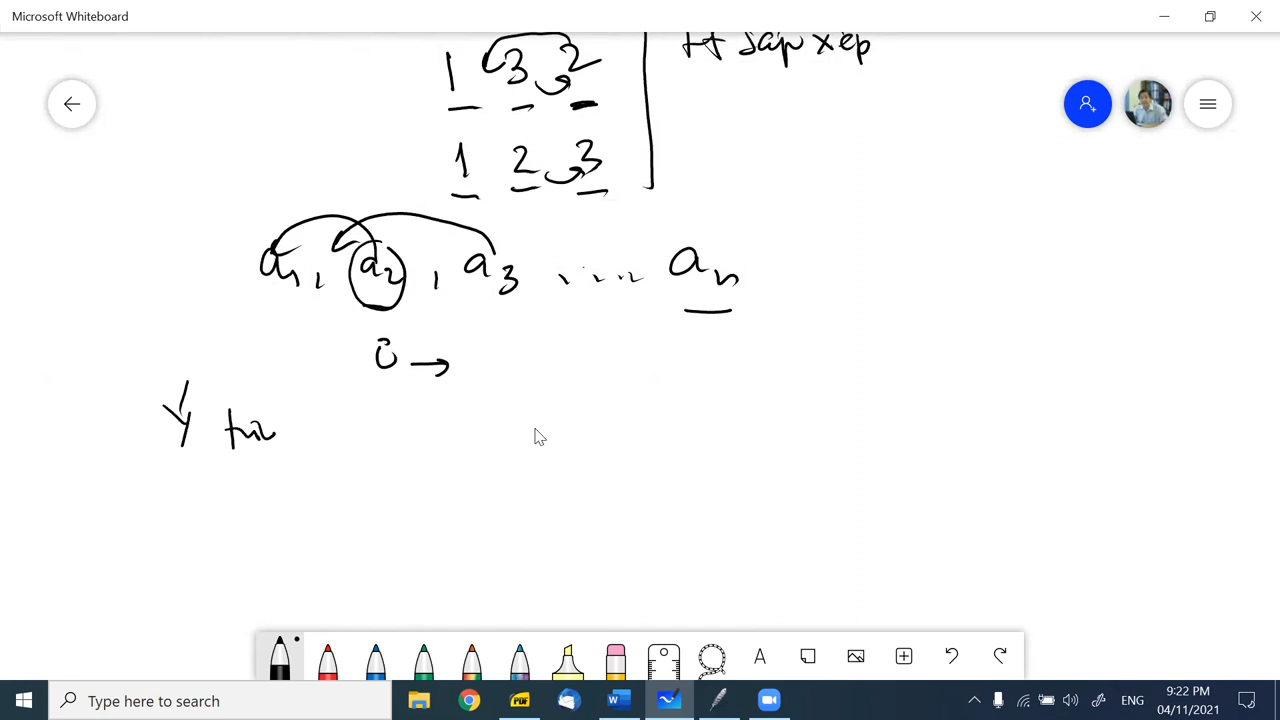 Microsoft Whiteboard
sắp xếp
1 3 2
1 2 3
a1, a2, a3 ..... an
Type here to search
PDF
ENG
9:22 PM
04/11/2021